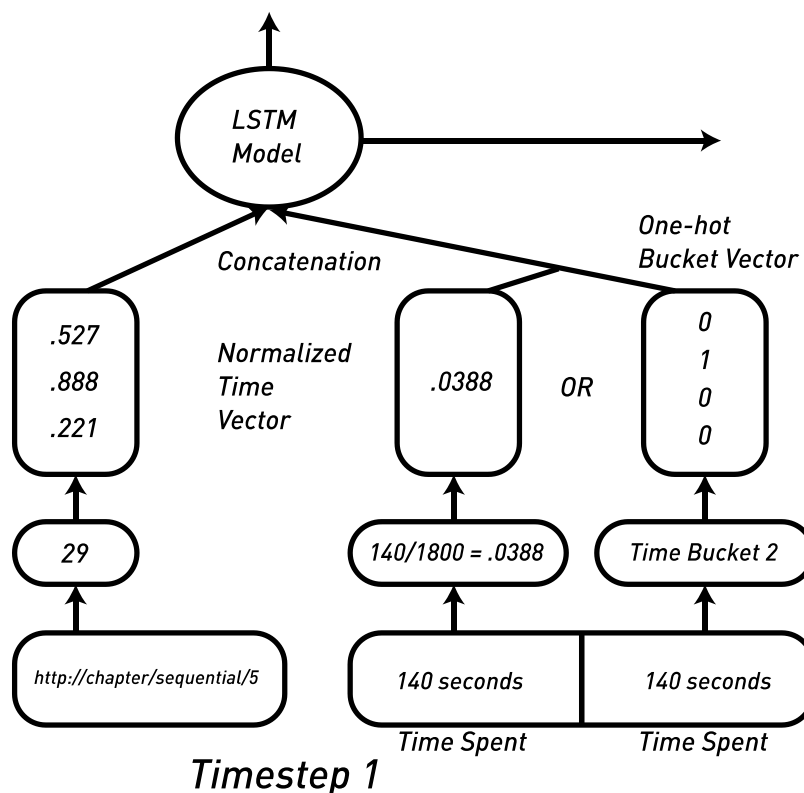 LSTM
Model
One-hot
Bucket Vector
Concatenation
.527
.888
.221
Normalized
Time
Vector
.0388
OR
0
1
0
0
29
140/1800 = .0388
Time Bucket 2
http://chapter/sequential/5
140 seconds
140 seconds
Time Spent
Time Spent
Timestep 1